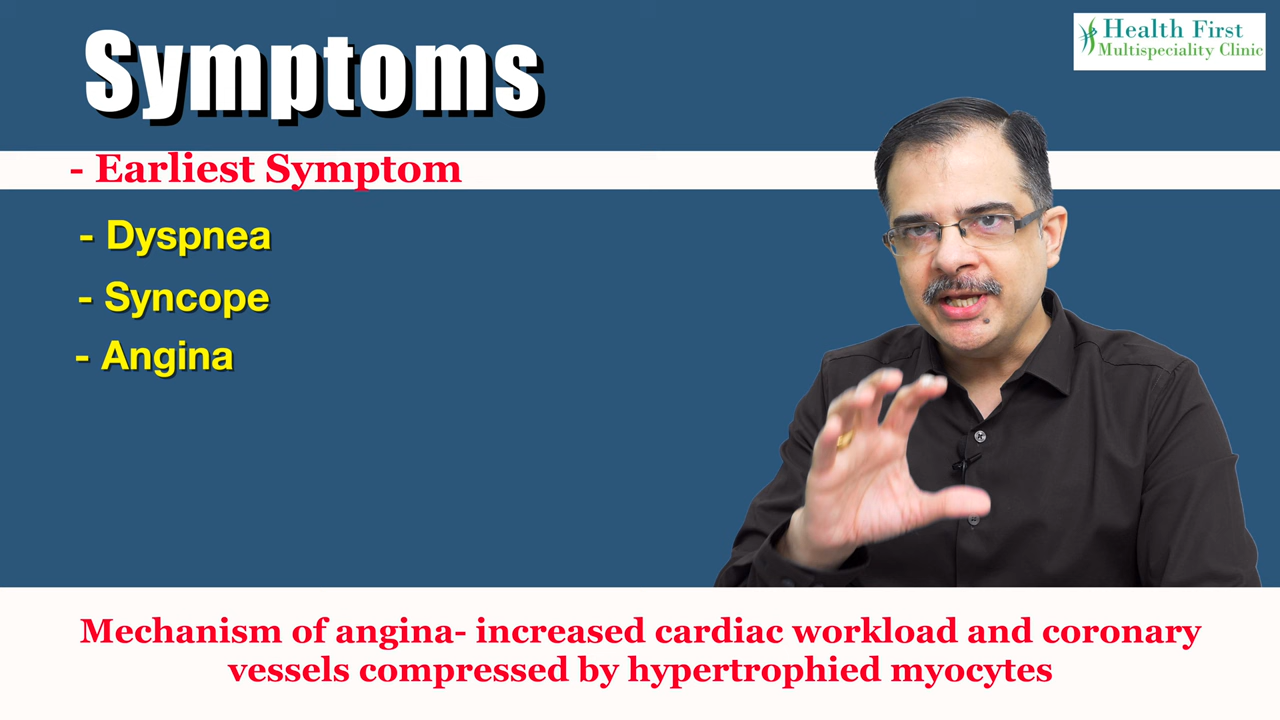 Symptoms
Health First
Multispeciality Clinic
- Earliest Symptom
- Dyspnea
- Syncope
- Angina
Mechanism of angina- increased cardiac workload and coronary
vessels compressed by hypertrophied myocytes